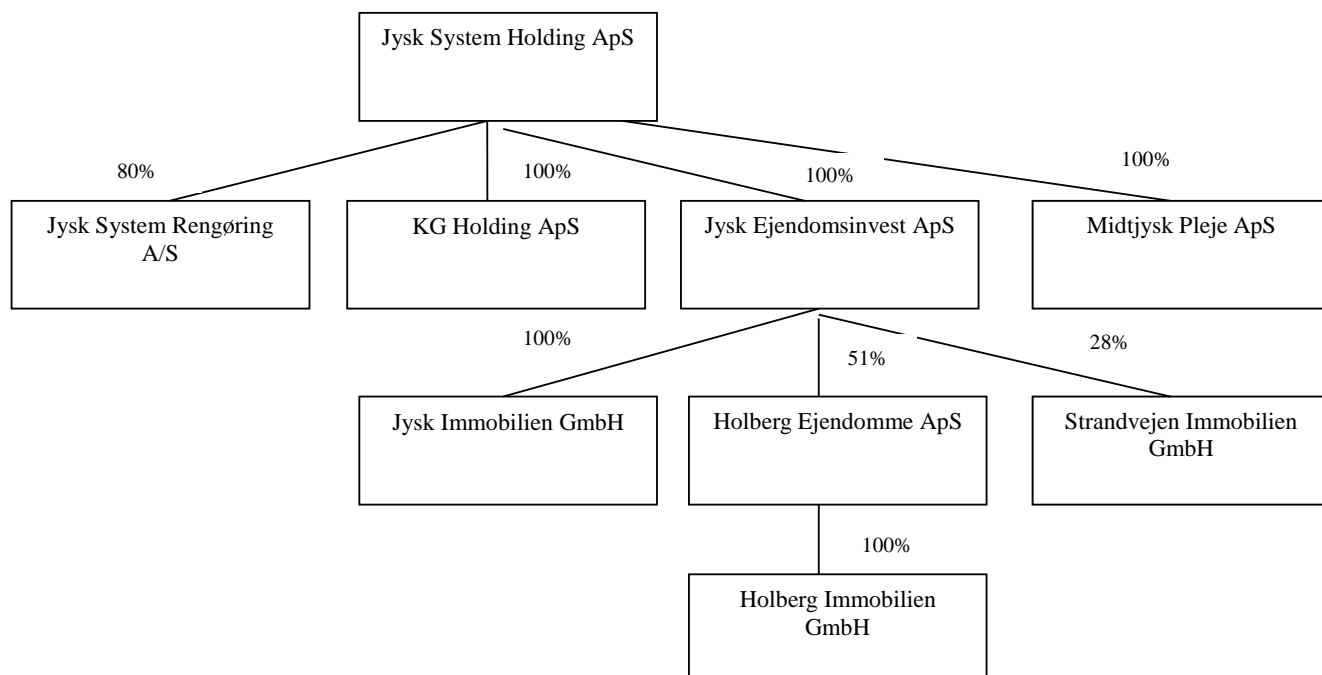 Jysk System Holding ApS
80%
100%
100%
100%
Jysk System Rengøring
A/S
KG Holding ApS
Jysk Ejendomsinvest ApS
Midtjysk Pleje ApS
100%
51%
28%
Jysk Immobilien GmbH
Holberg Ejendomme ApS
Strandvejen Immobilien
GmbH
100%
Holberg Immobilien
GmbH